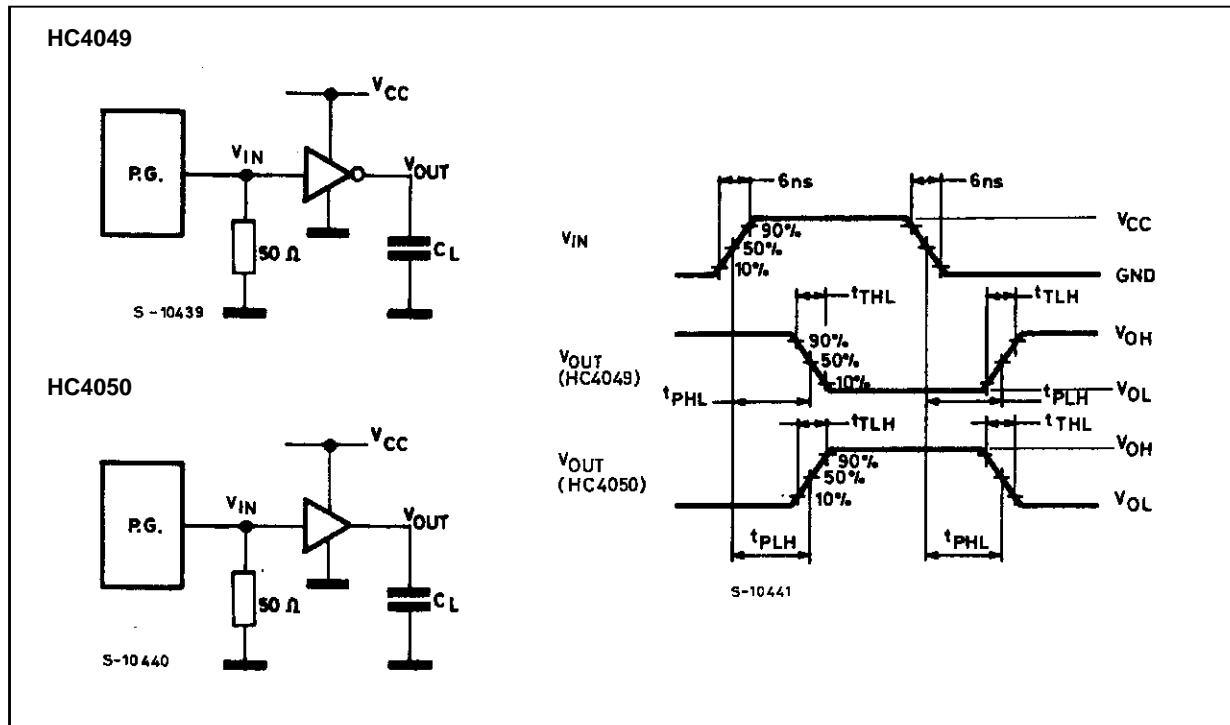 HC4049
VCC
P.G.
VIN
VOUT
50 Ω
CL
S-10439
HC4050
VCC
P.G.
VIN
VOUT
50 Ω
CL
S-10440
6ns
6ns
VIN
90%
50%
10%
VCC
GND
tTHL
tTLH
VOUT
(HC4049)
90%
50%
10%
VOH
VOL
tPHL
tPLH
tTLH
tTHL
VOUT
(HC4050)
90%
50%
10%
VOH
VOL
tPLH
tPHL
S-10441